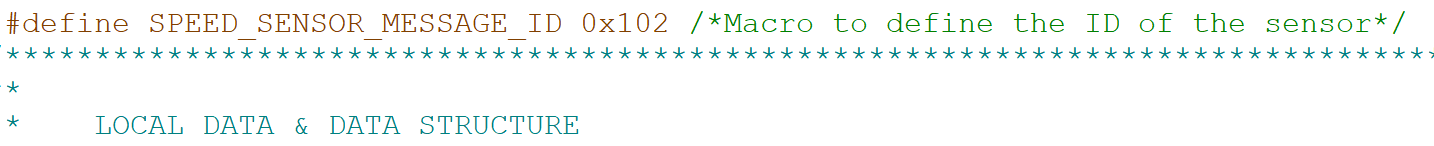 #define SPEED_SENSOR_MESSAGE_ID 0x102 /*Macro to define the ID of the sensor*/
/*******************************************************************************
*
* LOCAL DATA & DATA STRUCTURE